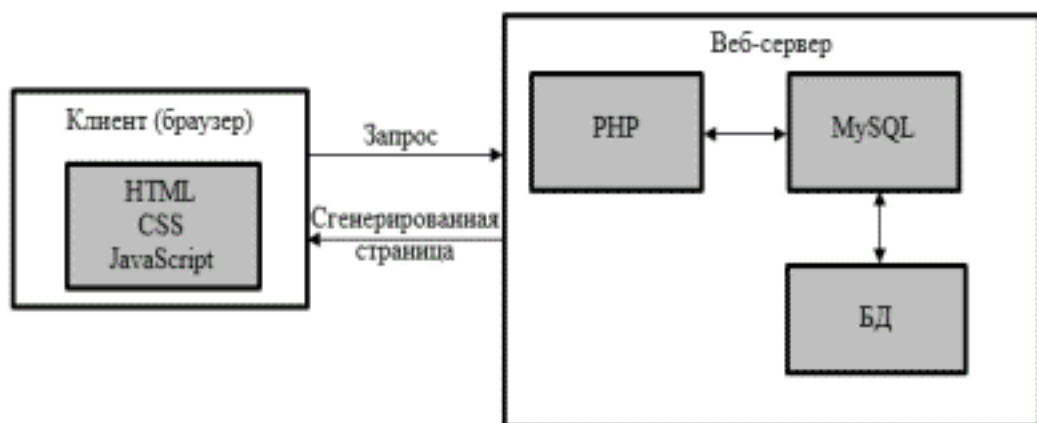 Веб-сервер
Клиент (браузер)
HTML
CSS
JavaScript
Запрос
Сгенерированная
страница
PHP
MySQL
БД